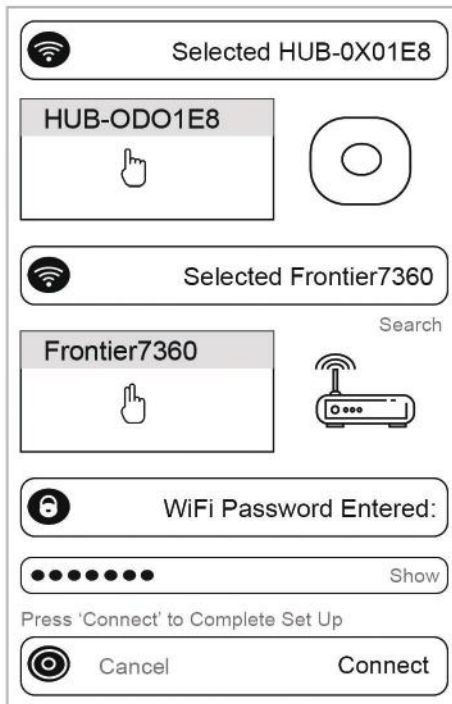 Selected HUB-0X01E8
HUB-ODO1E8
Selected Frontier7360
Search
Frontier7360
WiFi Password Entered:
Show
Press 'Connect' to Complete Set Up
Cancel Connect